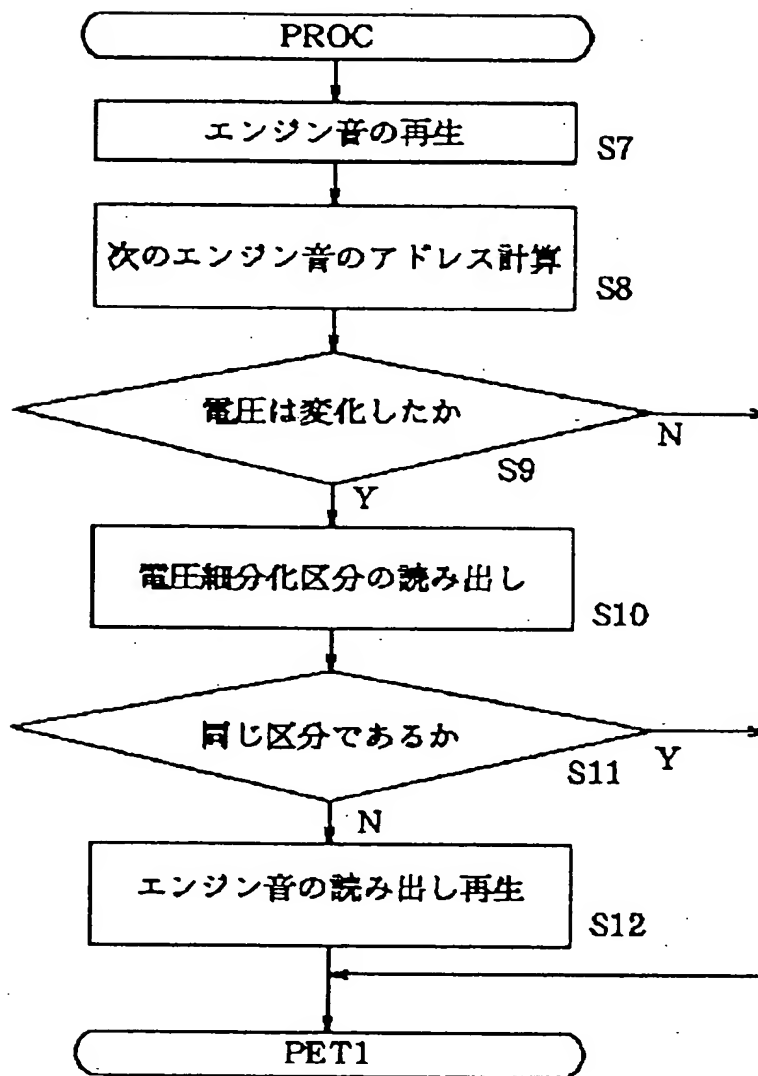 PROC
エンジン音の再生
S7
次のエンジン音のアドレス計算
S8
電圧は変化したか
N
S9
Y
電圧細分化区分の読み出し
S10
同じ区分であるか
Y
S11
N
エンジン音の読み出し再生
S12
PET1